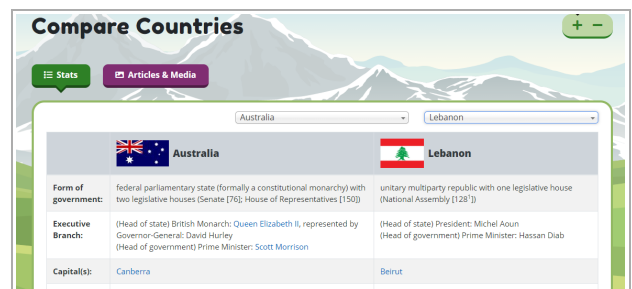 Compare Countries
+ −
Stats
Articles & Media
Australia
Lebanon
Australia
Lebanon
Form of government:
federal parliamentary state (formally a constitutional monarchy) with
two legislative houses (Senate [76]; House of Representatives [150])
unitary multiparty republic with one legislative house
(National Assembly [128¹])
Executive Branch:
(Head of state) British Monarch: Queen Elizabeth II, represented by
Governor-General: David Hurley
(Head of government) Prime Minister: Scott Morrison
(Head of state) President: Michel Aoun
(Head of government) Prime Minister: Hassan Diab
Capital(s):
Canberra
Beirut